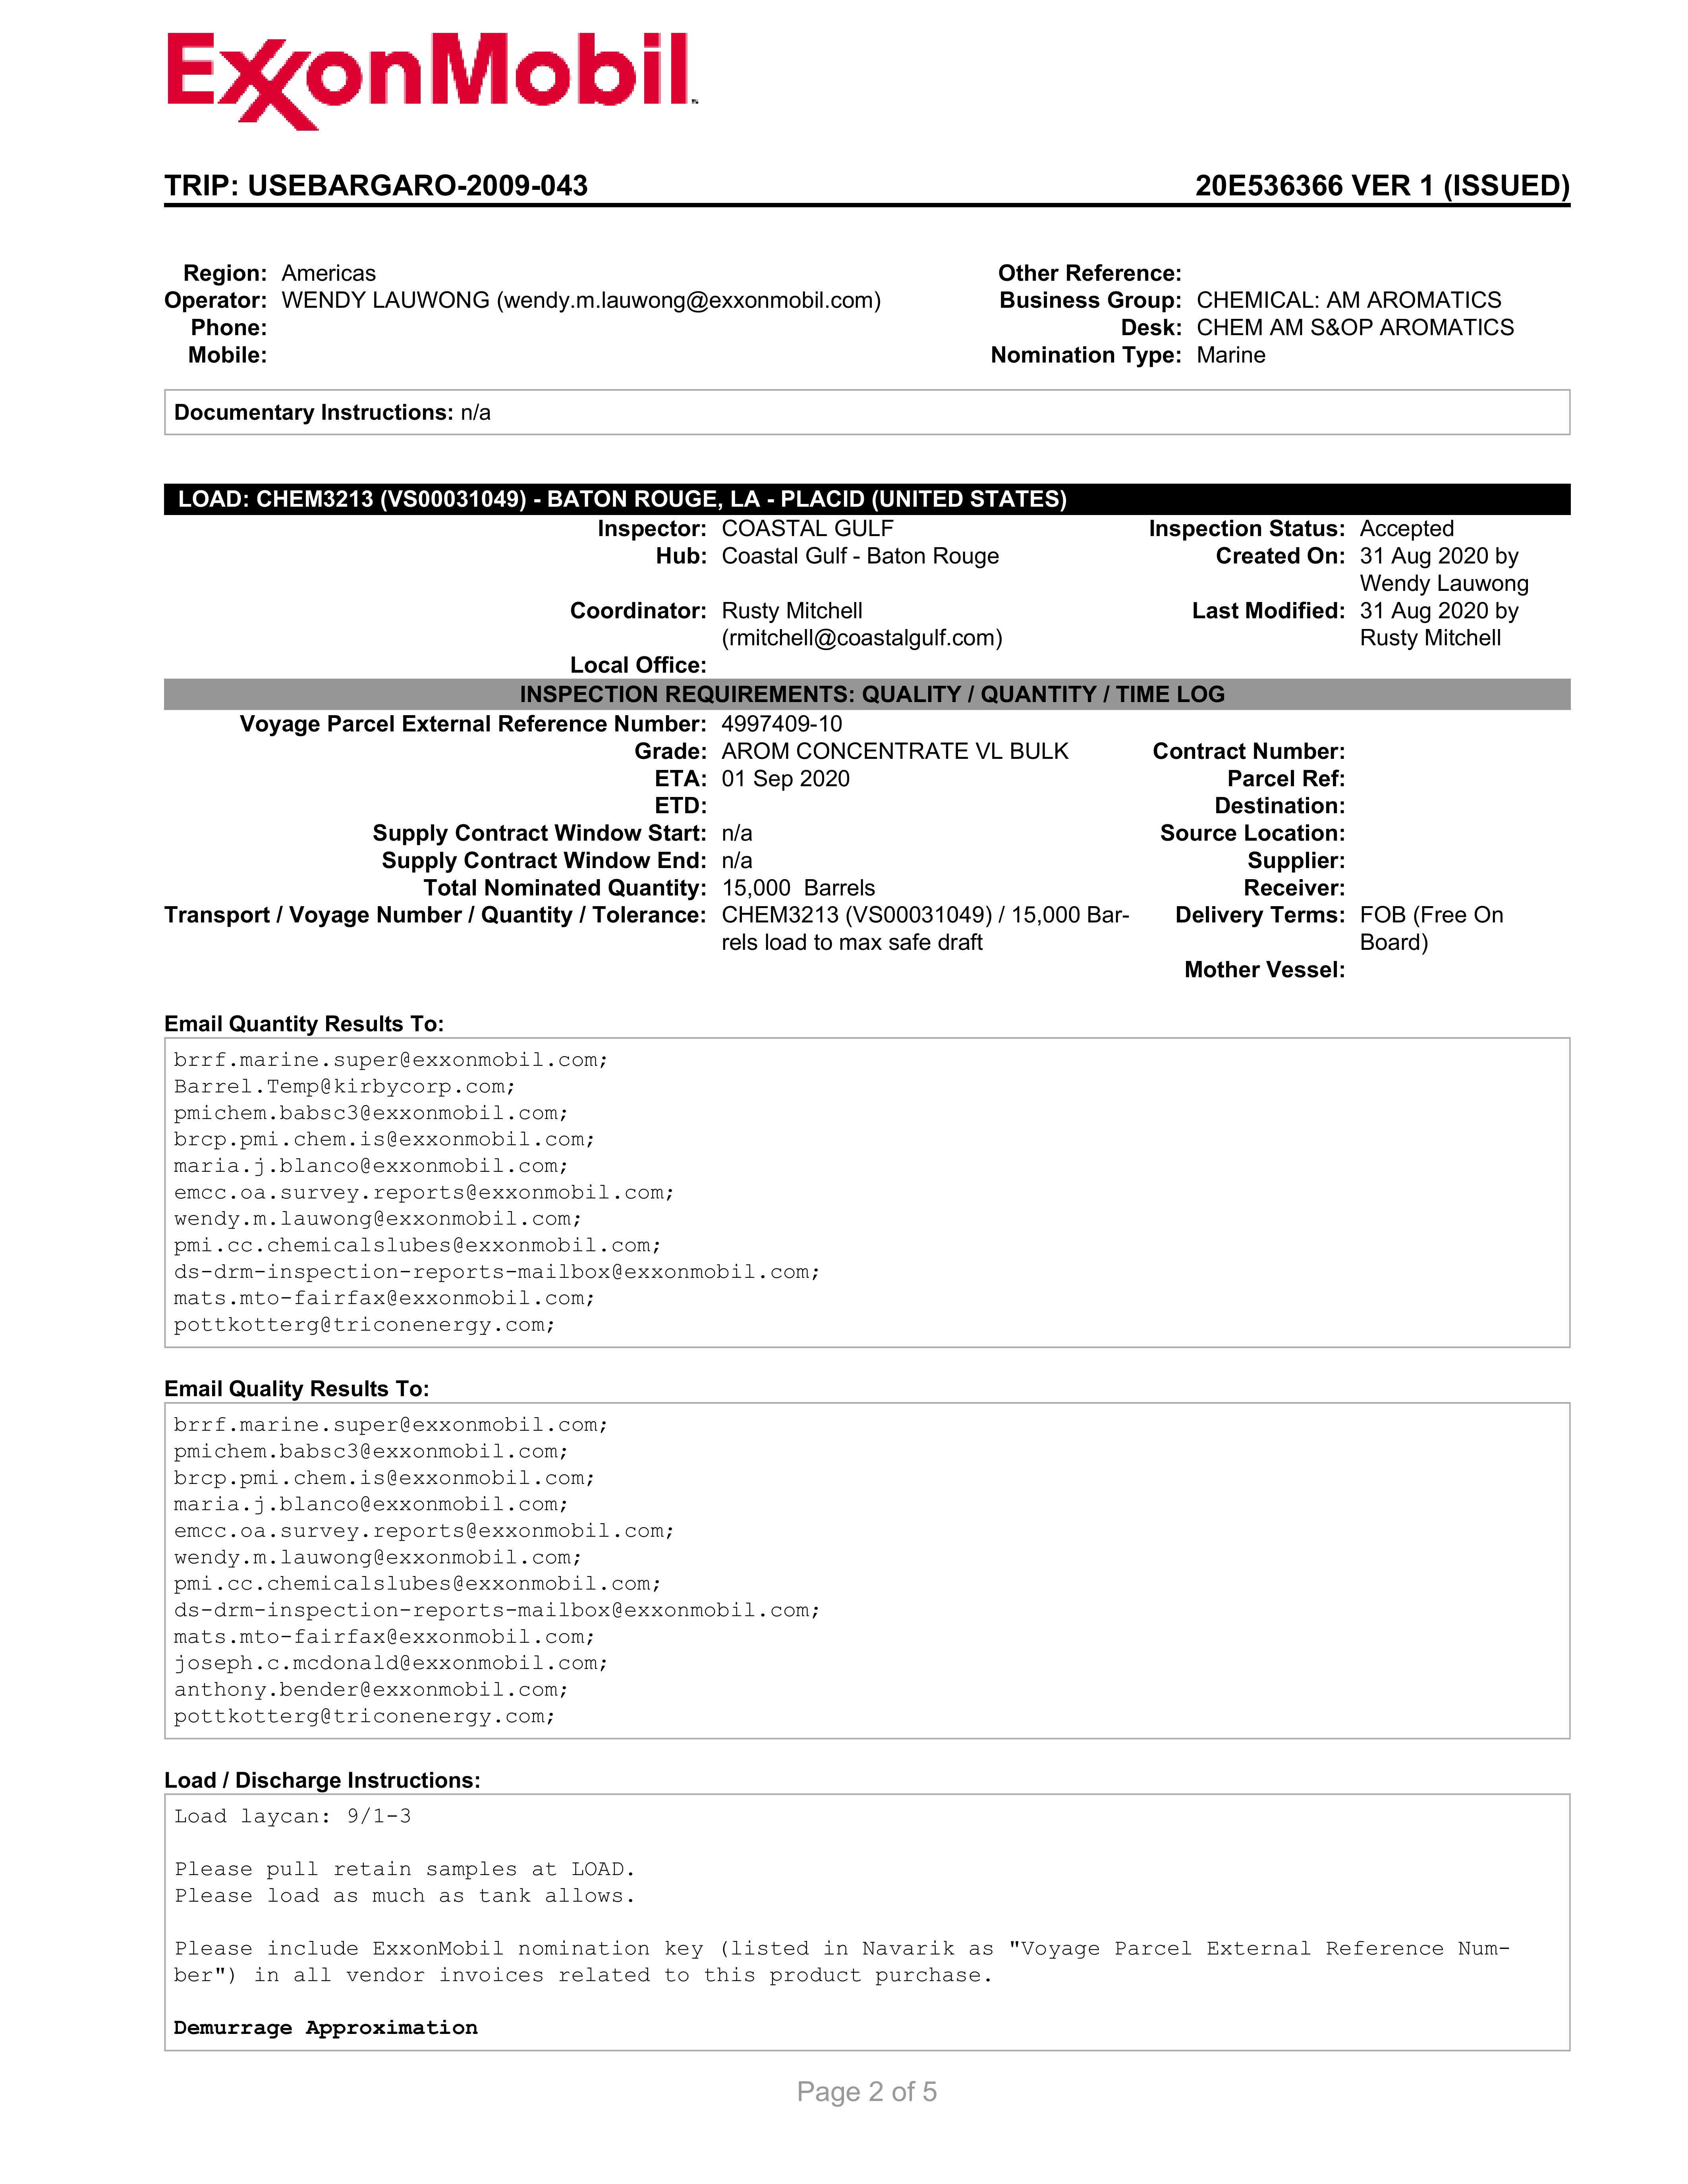 ExxonMobil
TRIP: USEBARGARO-2009-043 20E536366 VER 1 (ISSUED)
Region: Americas Other Reference:
Operator: WENDY LAUWONG (wendy.m.lauwong@exxonmobil.com) Business Group: CHEMICAL: AM AROMATICS
Phone: Desk: CHEM AM S&OP AROMATICS
Mobile: Nomination Type: Marine
Documentary Instructions: n/a
LOAD: CHEM3213 (VS00031049) - BATON ROUGE, LA - PLACID (UNITED STATES)
Inspector: COASTAL GULF Inspection Status: Accepted
Hub: Coastal Gulf - Baton Rouge Created On: 31 Aug 2020 by
Wendy Lauwong
Coordinator: Rusty Mitchell Last Modified: 31 Aug 2020 by
(rmitchell@coastalgulf.com) Rusty Mitchell
Local Office:
INSPECTION REQUIREMENTS: QUALITY / QUANTITY / TIME LOG
Voyage Parcel External Reference Number: 4997409-10
Grade: AROM CONCENTRATE VL BULK Contract Number:
ETA: 01 Sep 2020 Parcel Ref:
ETD: Destination:
Supply Contract Window Start: n/a Source Location:
Supply Contract Window End: n/a Supplier:
Total Nominated Quantity: 15,000 Barrels Receiver:
Transport / Voyage Number / Quantity / Tolerance: CHEM3213 (VS00031049) / 15,000 Bar- Delivery Terms: FOB (Free On
rels load to max safe draft Board)
Mother Vessel:
Email Quantity Results To:
brrf.marine.super@exxonmobil.com;
Barrel.Temp@kirbycorp.com;
pmichem.babsc3@exxonmobil.com;
brcp.pmi.chem.is@exxonmobil.com;
maria.j.blanco@exxonmobil.com;
emcc.oa.survey.reports@exxonmobil.com;
wendy.m.lauwong@exxonmobil.com;
pmi.cc.chemicalslubes@exxonmobil.com;
ds-drm-inspection-reports-mailbox@exxonmobil.com;
mats.mto-fairfax@exxonmobil.com;
pottkotterg@triconenergy.com;
Email Quality Results To:
brrf.marine.super@exxonmobil.com;
pmichem.babsc3@exxonmobil.com;
brcp.pmi.chem.is@exxonmobil.com;
maria.j.blanco@exxonmobil.com;
emcc.oa.survey.reports@exxonmobil.com;
wendy.m.lauwong@exxonmobil.com;
pmi.cc.chemicalslubes@exxonmobil.com;
ds-drm-inspection-reports-mailbox@exxonmobil.com;
mats.mto-fairfax@exxonmobil.com;
joseph.c.mcdonald@exxonmobil.com;
anthony.bender@exxonmobil.com;
pottkotterg@triconenergy.com;
Load / Discharge Instructions:
Load laycan: 9/1-3
Please pull retain samples at LOAD.
Please load as much as tank allows.
Please include ExxonMobil nomination key (listed in Navarik as "Voyage Parcel External Reference Num-
ber") in all vendor invoices related to this product purchase.
Demurrage Approximation
Page 2 of 5